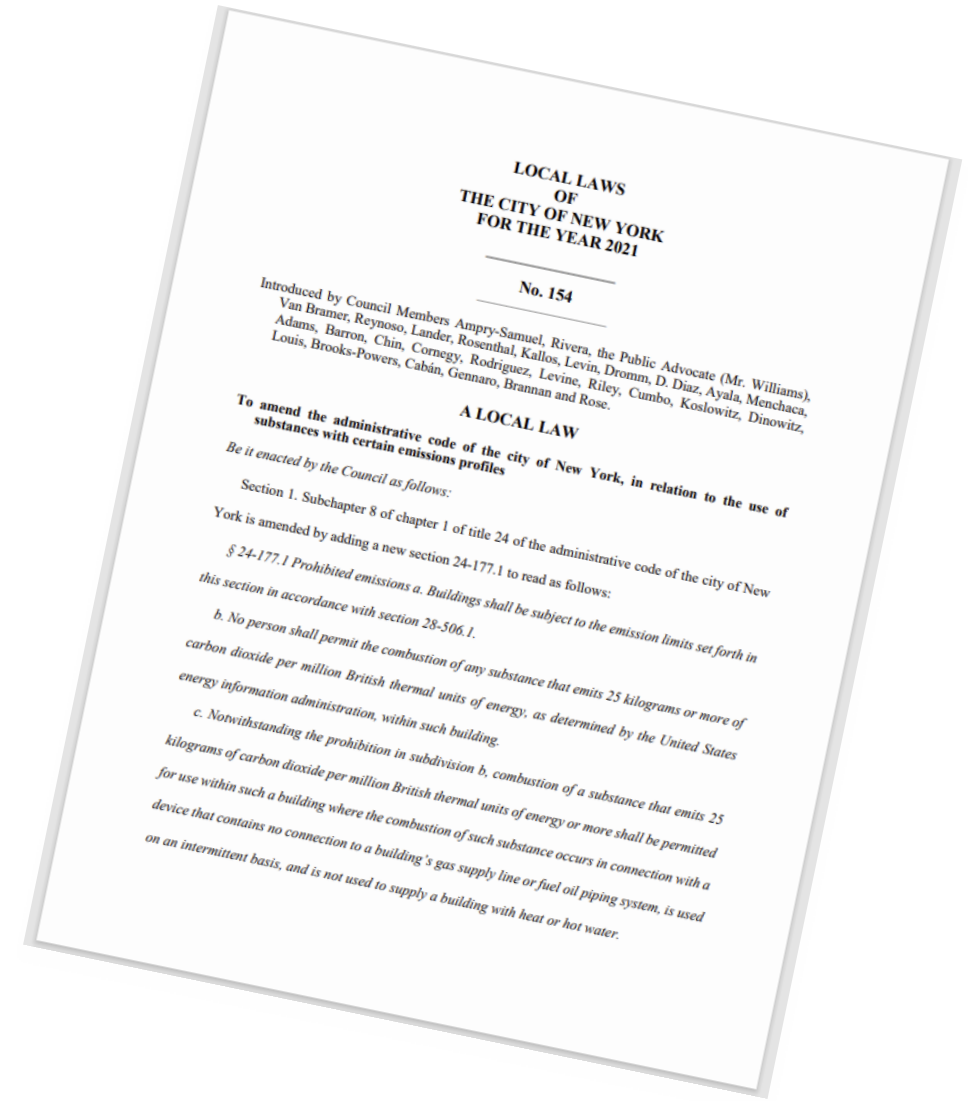 LOCAL LAWS
OF
THE CITY OF NEW YORK
FOR THE YEAR 2021
No. 154
Introduced by Council Members Ampry-Samuel, Rivera, the Public Advocate (Mr. Williams),
Van Bramer, Reynoso, Lander, Rosenthal, Kallos, Levin, Dromm, D. Diaz, Ayala, Menchaca,
Adams, Barron, Chin, Cornegy, Rodriguez, Levine, Riley, Cumbo, Koslowitz, Dinowitz,
Louis, Brooks-Powers, Cabán, Gennaro, Brannan and Rose.
A LOCAL LAW
To amend the administrative code of the city of New York, in relation to the use of
substances with certain emissions profiles
Be it enacted by the Council as follows:
Section 1. Subchapter 8 of chapter 1 of title 24 of the administrative code of the city of New
York is amended by adding a new section 24-177.1 to read as follows:
§ 24-177.1 Prohibited emissions a. Buildings shall be subject to the emission limits set forth in
this section in accordance with section 28-506.1.
b. No person shall permit the combustion of any substance that emits 25 kilograms or more of
carbon dioxide per million British thermal units of energy, as determined by the United States
energy information administration, within such building.
c. Notwithstanding the prohibition in subdivision b, combustion of a substance that emits 25
kilograms of carbon dioxide per million British thermal units of energy or more shall be permitted
for use within such a building where the combustion of such substance occurs in connection with a
device that contains no connection to a building's gas supply line or fuel oil piping system, is used
on an intermittent basis, and is not used to supply a building with heat or hot water.